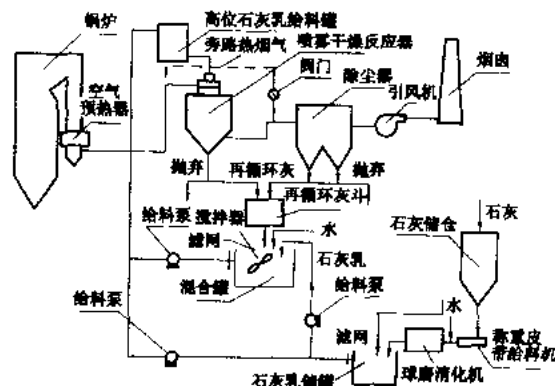 锅炉
高位石灰乳给料罐
旁路热烟气
喷雾干燥反应器
阀门
除尘器
引风机
烟囱
空气
预热器
抛弃
再循环灰
抛弃
再循环灰斗
给料泵
搅拌器
水
滤网
石灰乳
混合罐
石灰
石灰储仓
给料泵
给料泵
滤网
水
称重皮
带给料机
石灰乳储罐
球磨消化机